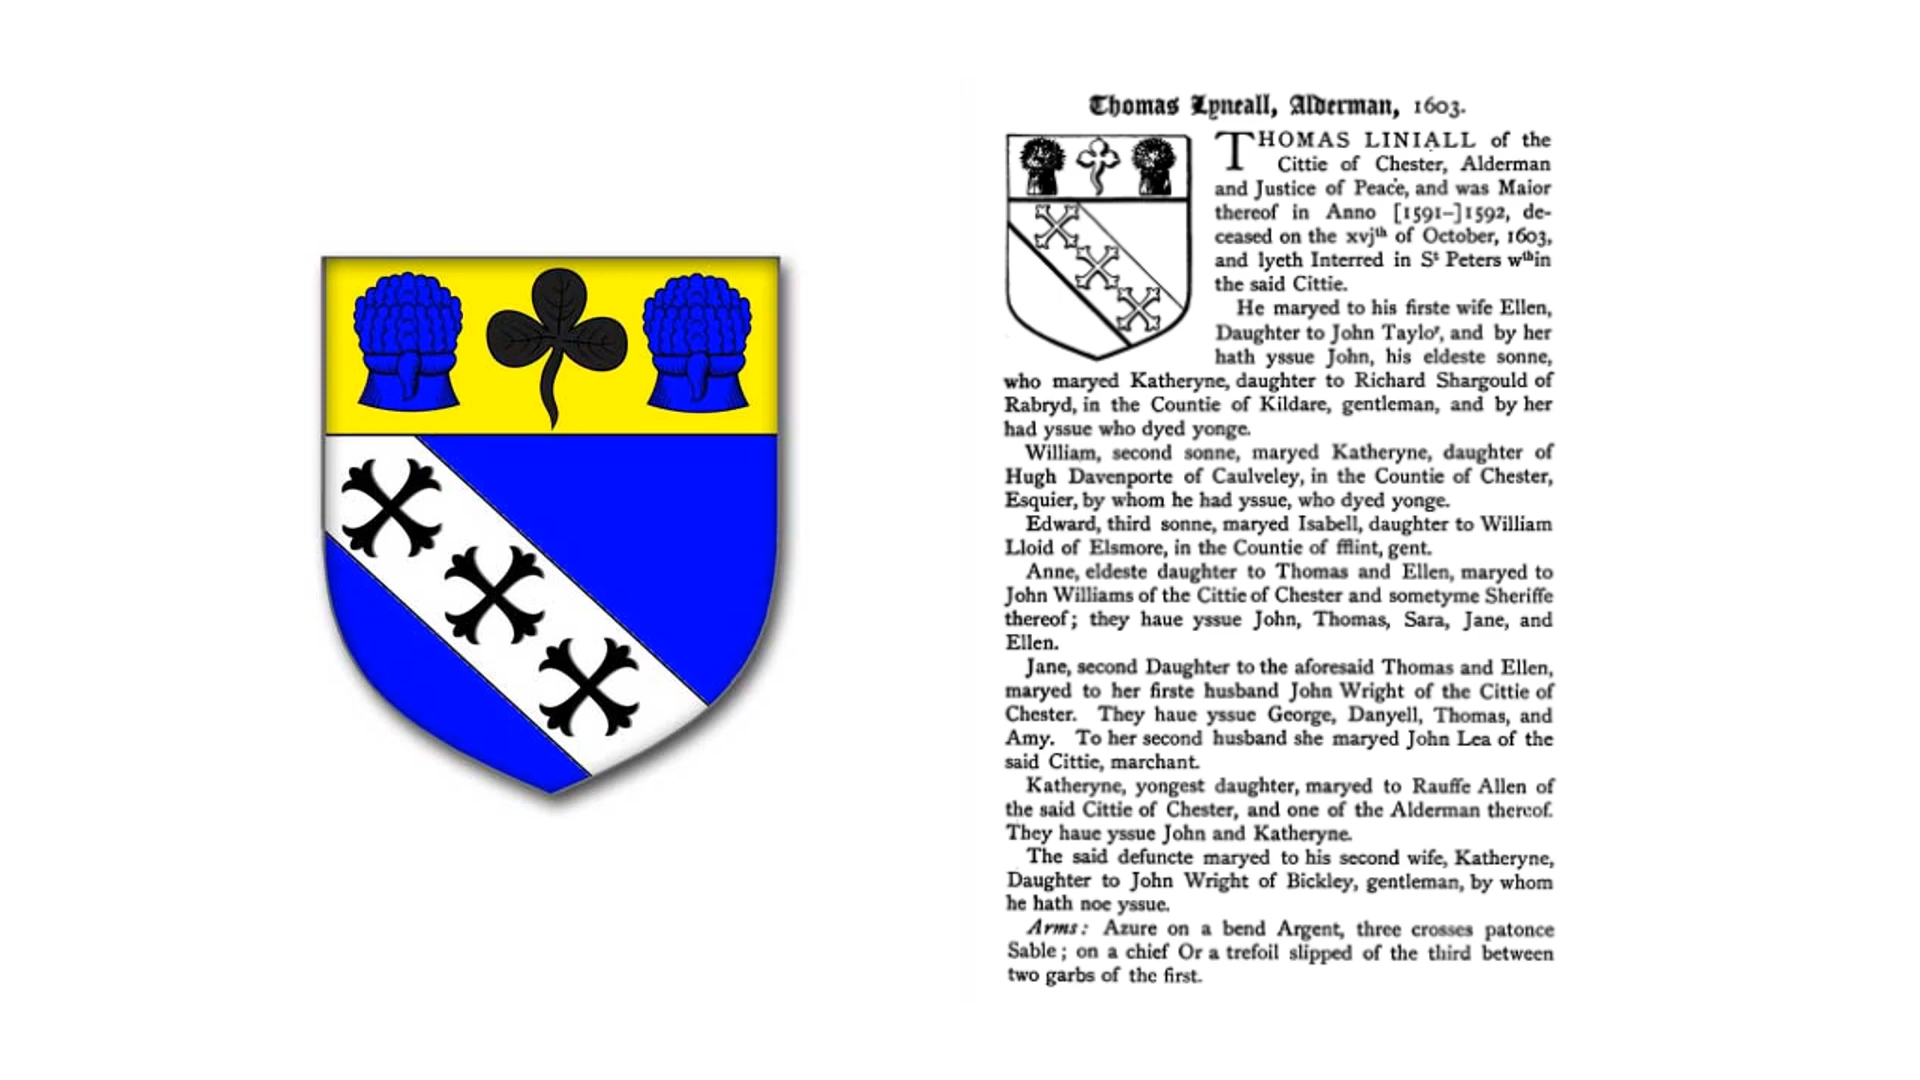 Thomas Lyneall, Alderman, 1603.
THOMAS LINIALL of the
Cittie of Chester, Alderman
and Justice of Peace, and was Maior
thereof in Anno [1591–]1592, de-
ceased on the xvjth of October, 1603,
and lyeth Interred in St Peters wthin
the said Cittie.
He maryed to his firste wife Ellen,
Daughter to John Taylor, and by her
hath yssue John, his eldeste sonne,
who maryed Katheryne, daughter to Richard Shargould of
Rabryd, in the Countie of Kildare, gentleman, and by her
had yssue who dyed yonge.
William, second sonne, maryed Katheryne, daughter of
Hugh Davenporte of Caulveley, in the Countie of Chester,
Esquier, by whom he had yssue, who dyed yonge.
Edward, third sonne, maryed Isabell, daughter to William
Lloid of Elsmore, in the Countie of fflint, gent.
Anne, eldeste daughter to Thomas and Ellen, maryed to
John Williams of the Cittie of Chester and sometyme Sheriffe
thereof; they haue yssue John, Thomas, Sara, Jane, and
Ellen.
Jane, second Daughter to the aforesaid Thomas and Ellen,
maryed to her firste husband John Wright of the Cittie of
Chester. They haue yssue George, Danyell, Thomas, and
Amy. To her second husband she maryed John Lea of the
said Cittie, marchant.
Katheryne, yongest daughter, maryed to Rauffe Allen of
the said Cittie of Chester, and one of the Alderman thereof.
They haue yssue John and Katheryne.
The said defuncte maryed to his second wife, Katheryne,
Daughter to John Wright of Bickley, gentleman, by whom
he hath noe yssue.
Arms: Azure on a bend Argent, three crosses patonce
Sable; on a chief Or a trefoil slipped of the third between
two garbs of the first.